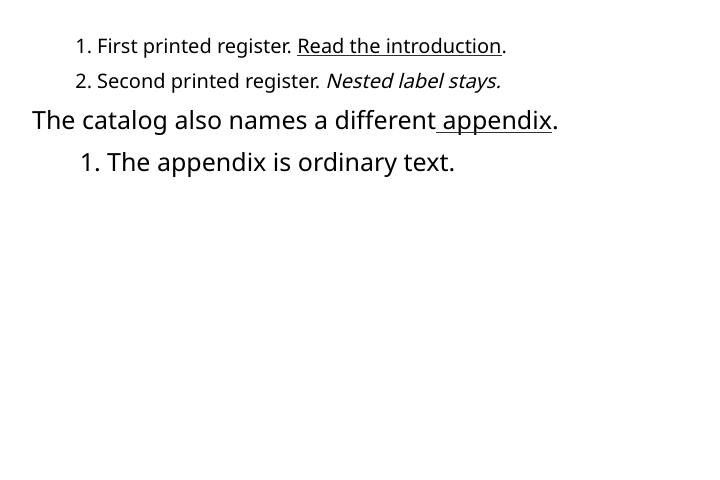 1. First printed register. Read the introduction.
2. Second printed register. Nested label stays.
The catalog also names a different appendix.
1. The appendix is ordinary text.